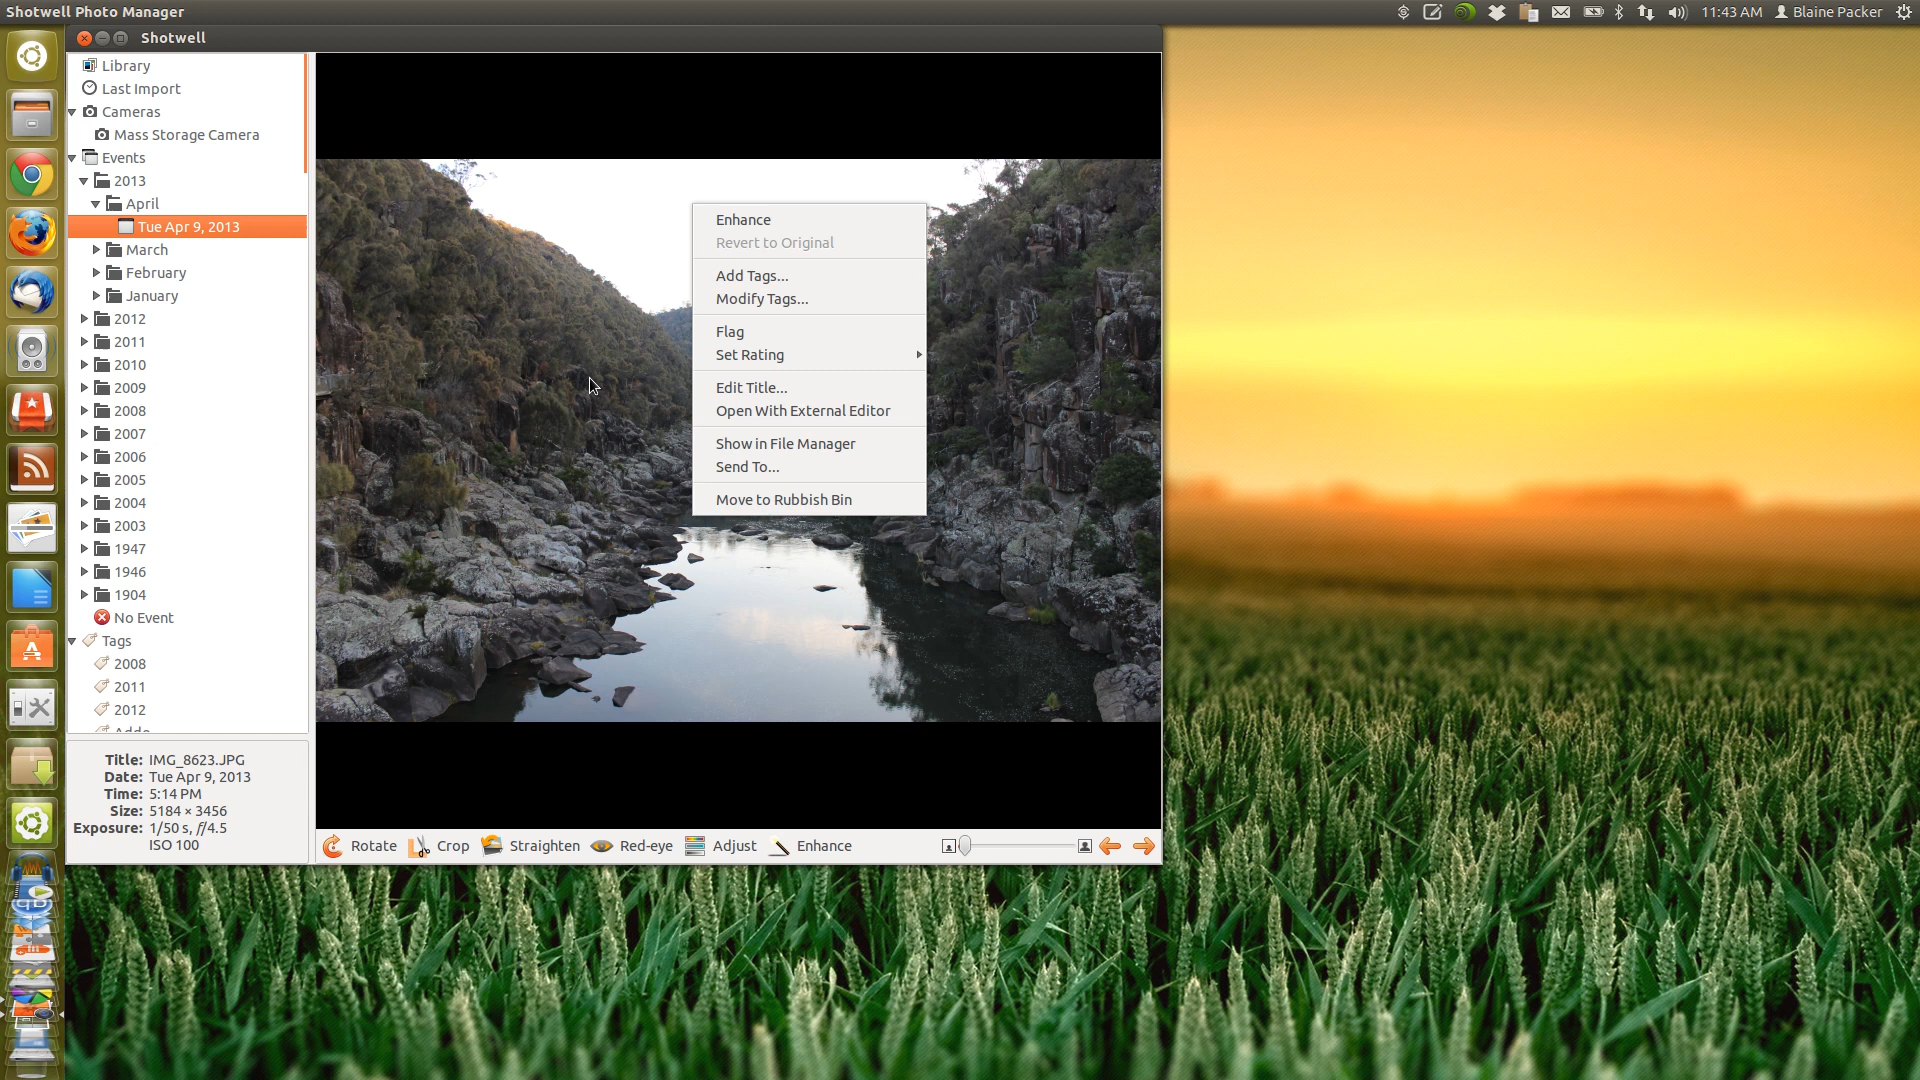 Shotwell Photo Manager
11:43 AM Blaine Packer
Shotwell
Library
Last Import
Cameras
Mass Storage Camera
Events
2013
April
Tue Apr 9, 2013
March
February
January
2012
2011
2010
2009
2008
2007
2006
2005
2004
2003
1947
1946
1904
No Event
Tags
2008
2011
2012
Title: IMG_8623.JPG
Date: Tue Apr 9, 2013
Time: 5:14 PM
Size: 5184 × 3456
Exposure: 1/50 s, f/4.5
ISO 100
Enhance
Revert to Original
Add Tags...
Modify Tags...
Flag
Set Rating
Edit Title...
Open With External Editor
Show in File Manager
Send To...
Move to Rubbish Bin
Rotate Crop Straighten Red-eye Adjust Enhance